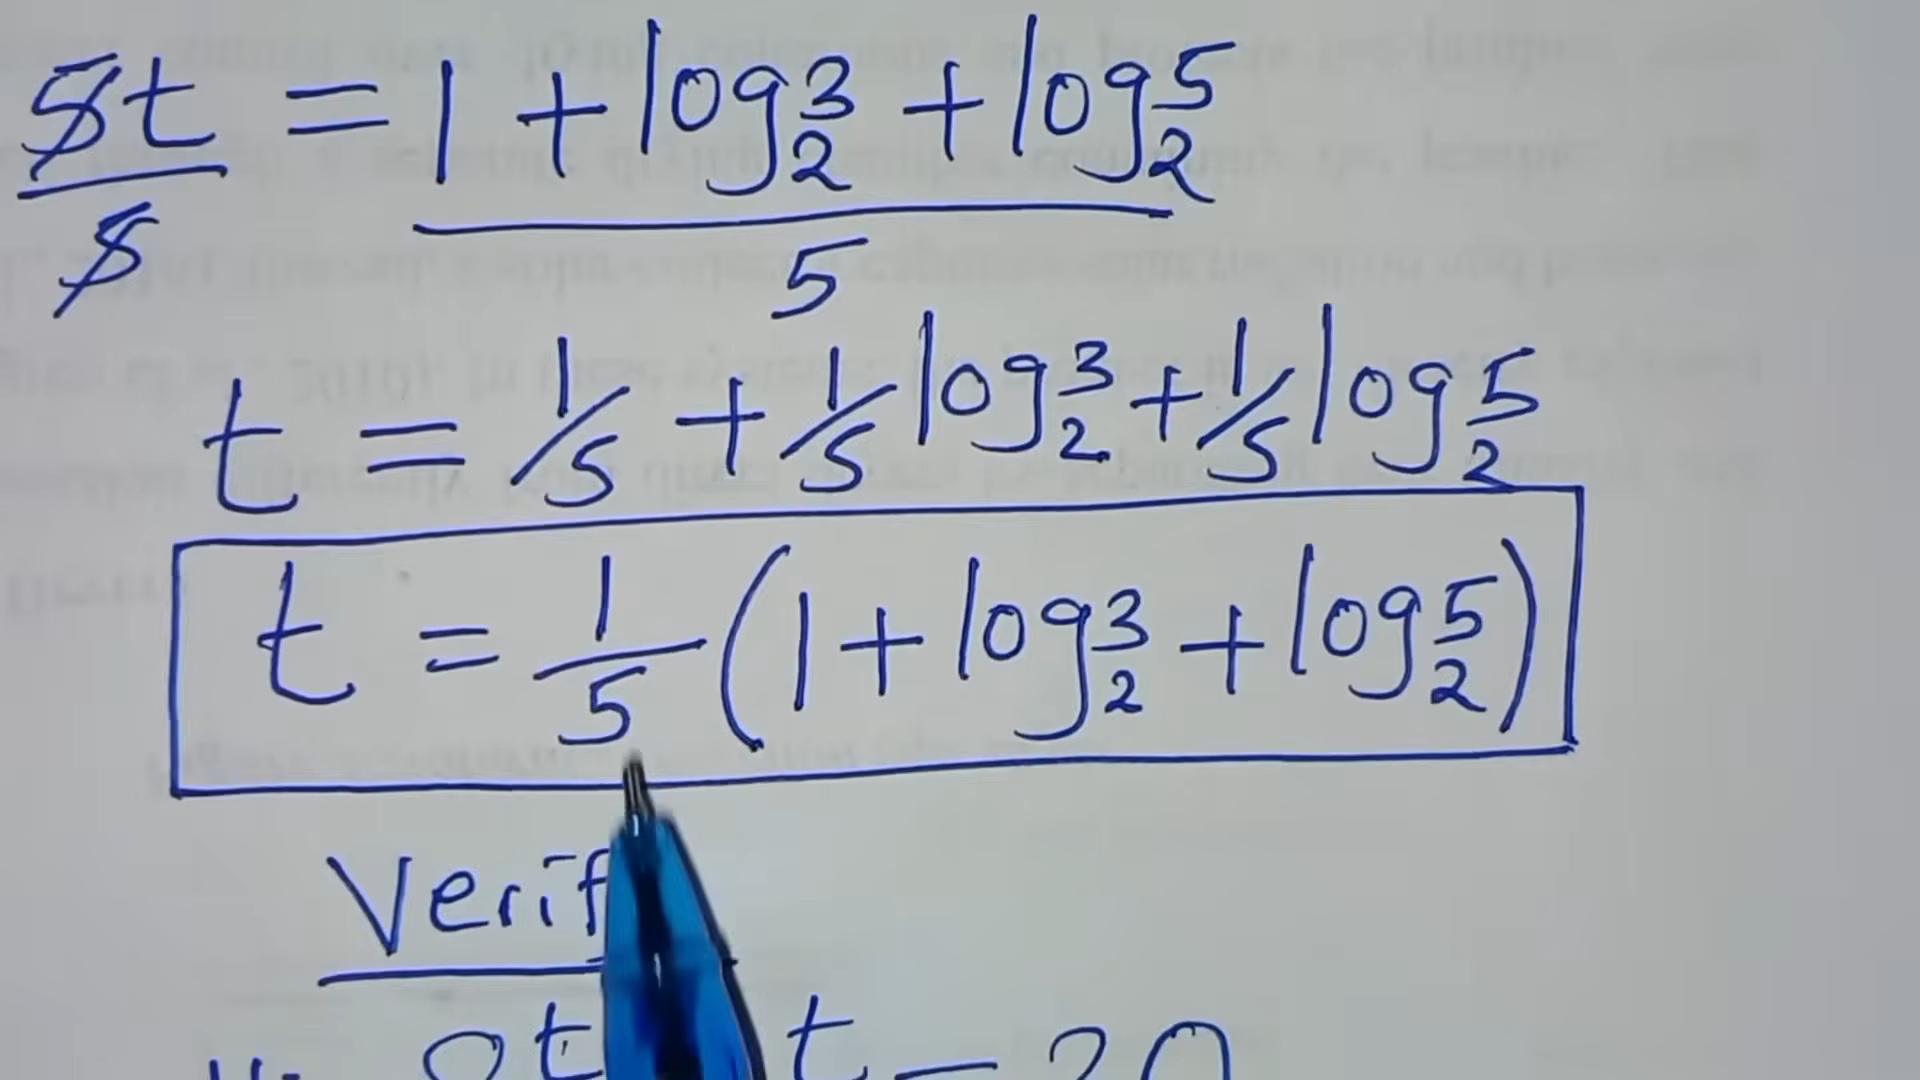 5t/5 = (1 + log₂3 + log₂5)/5
t = 1/5 + 1/5 log₂3 + 1/5 log₂5
t = 1/5 (1 + log₂3 + log₂5)
Verif
t t = 30